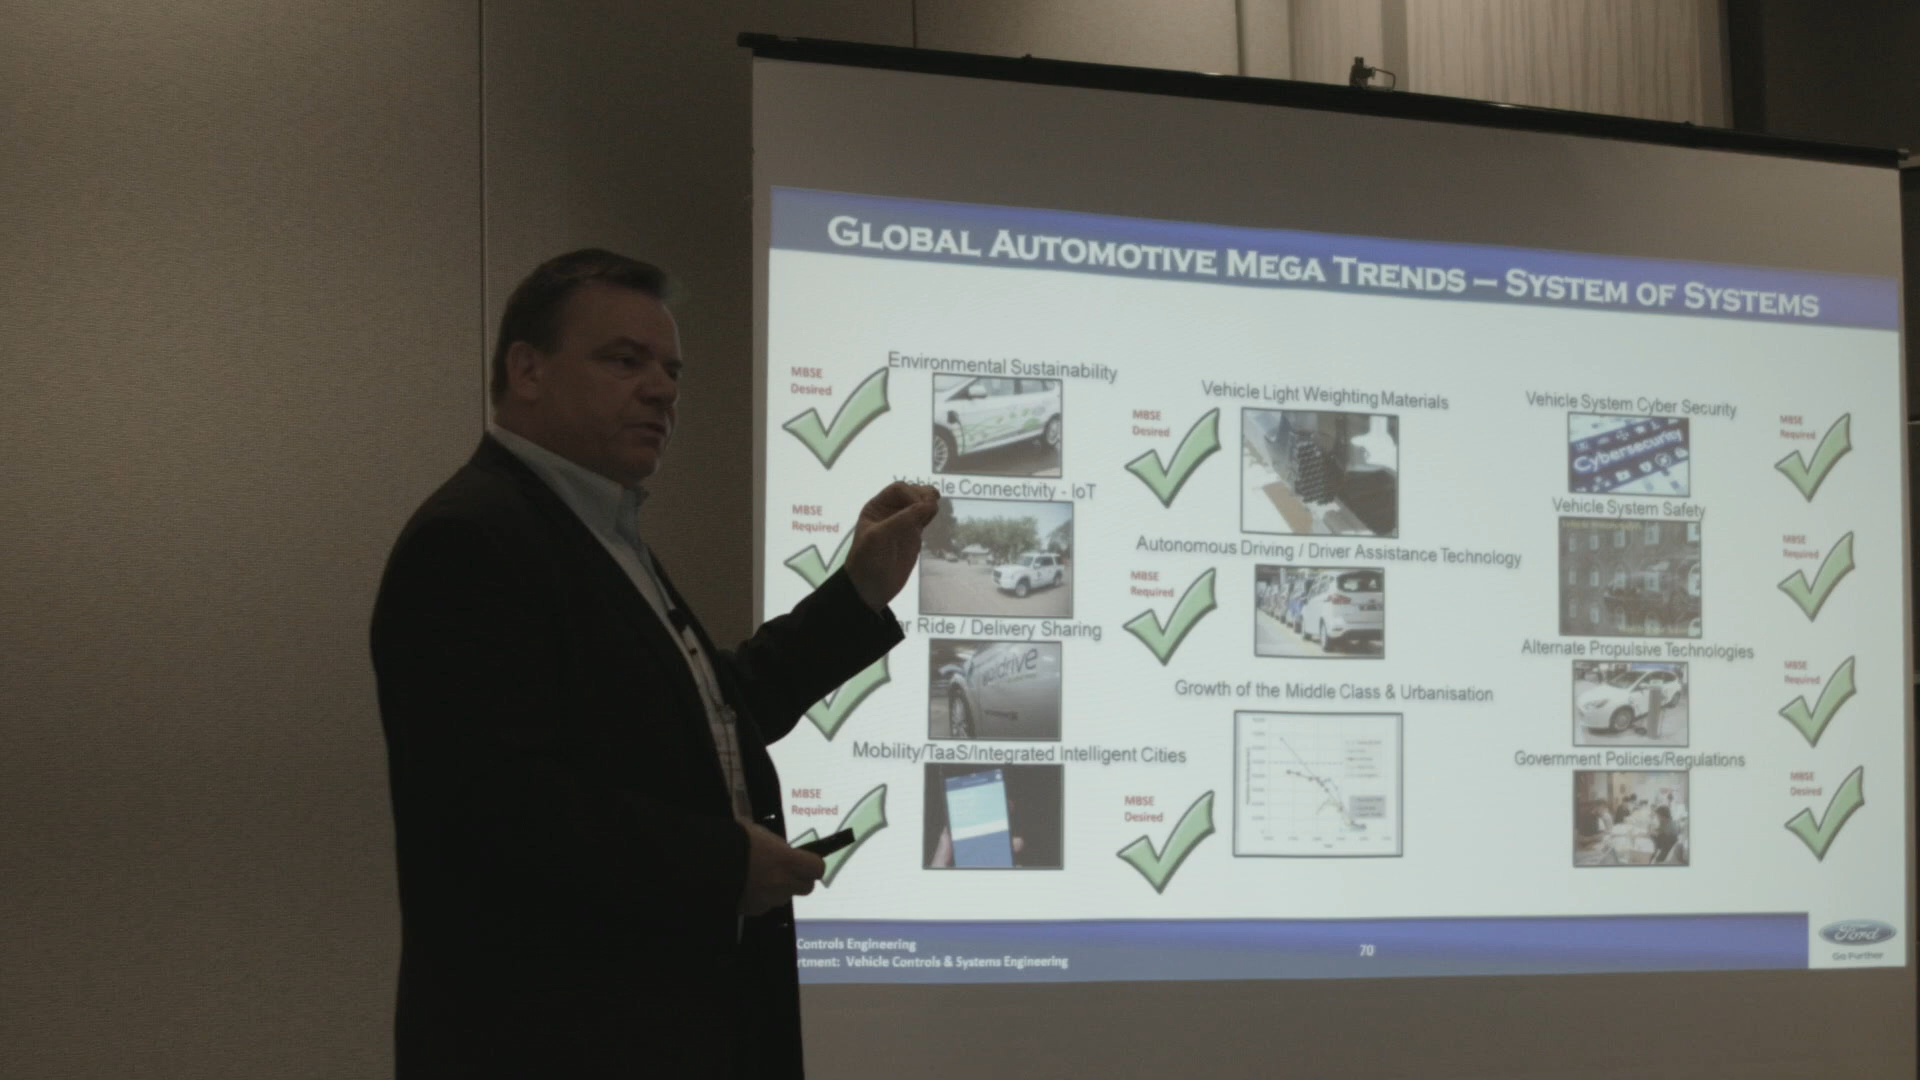 GLOBAL AUTOMOTIVE MEGA TRENDS – SYSTEM OF SYSTEMS
MBSE
Desired
Environmental Sustainability
MBSE
Required
Vehicle Connectivity - IoT
Ride / Delivery Sharing
Mobility/TaaS/Integrated Intelligent Cities
MBSE
Required
Vehicle Light Weighting Materials
MBSE
Desired
Autonomous Driving / Driver Assistance Technology
MBSE
Required
Growth of the Middle Class & Urbanisation
MBSE
Desired
Vehicle System Cyber Security
Cybersecurity
MBSE
Required
Vehicle System Safety
MBSE
Required
Alternate Propulsive Technologies
MBSE
Required
Government Policies/Regulations
MBSE
Desired
Controls Engineering
Vehicle Controls & Systems Engineering
70
Ford
Go Further